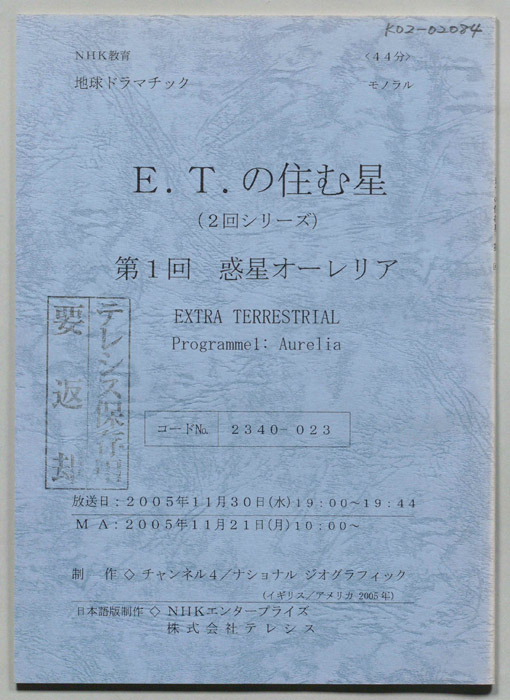 K02-02084
NHK教育
〈44分〉
地球ドラマチック
モノラル
E.T.の住む星
(2回シリーズ)
第1回 惑星オーレリア
EXTRA TERRESTRIAL
Programme1: Aurelia
テレシス保存用
要返却
コード№ 2340-023
放送日:2005年11月30日(水)19:00~19:44
MA:2005年11月21日(月)10:00~
制 作◇チャンネル4/ナショナル ジオグラフィック
(イギリス/アメリカ 2005年)
日本語版制作◇NHKエンタープライズ
株式会社テレシス